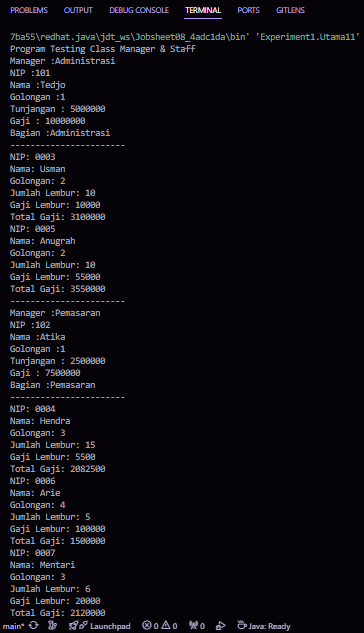 PROBLEMS OUTPUT DEBUG CONSOLE TERMINAL PORTS GITLENS
7ba55\redhat.java\jdt_ws\Jobsheet08_4adc1da\bin' 'Experiment1.Utama11'
Program Testing Class Manager & Staff
Manager :Administrasi
NIP :101
Nama :Tedjo
Golongan :1
Tunjangan : 5000000
Gaji : 10000000
Bagian :Administrasi
-----------------------
NIP: 0003
Nama: Usman
Golongan: 2
Jumlah Lembur: 10
Gaji Lembur: 10000
Total Gaji: 3100000
NIP: 0005
Nama: Anugrah
Golongan: 2
Jumlah Lembur: 10
Gaji Lembur: 55000
Total Gaji: 3550000
-----------------------
Manager :Pemasaran
NIP :102
Nama :Atika
Golongan :1
Tunjangan : 2500000
Gaji : 7500000
Bagian :Pemasaran
-----------------------
NIP: 0004
Nama: Hendra
Golongan: 3
Jumlah Lembur: 15
Gaji Lembur: 5500
Total Gaji: 2082500
NIP: 0006
Nama: Arie
Golongan: 4
Jumlah Lembur: 5
Gaji Lembur: 100000
Total Gaji: 1500000
NIP: 0007
Nama: Mentari
Golongan: 3
Jumlah Lembur: 6
Gaji Lembur: 20000
Total Gaji: 2120000
main* Launchpad 0 0 0 Java: Ready